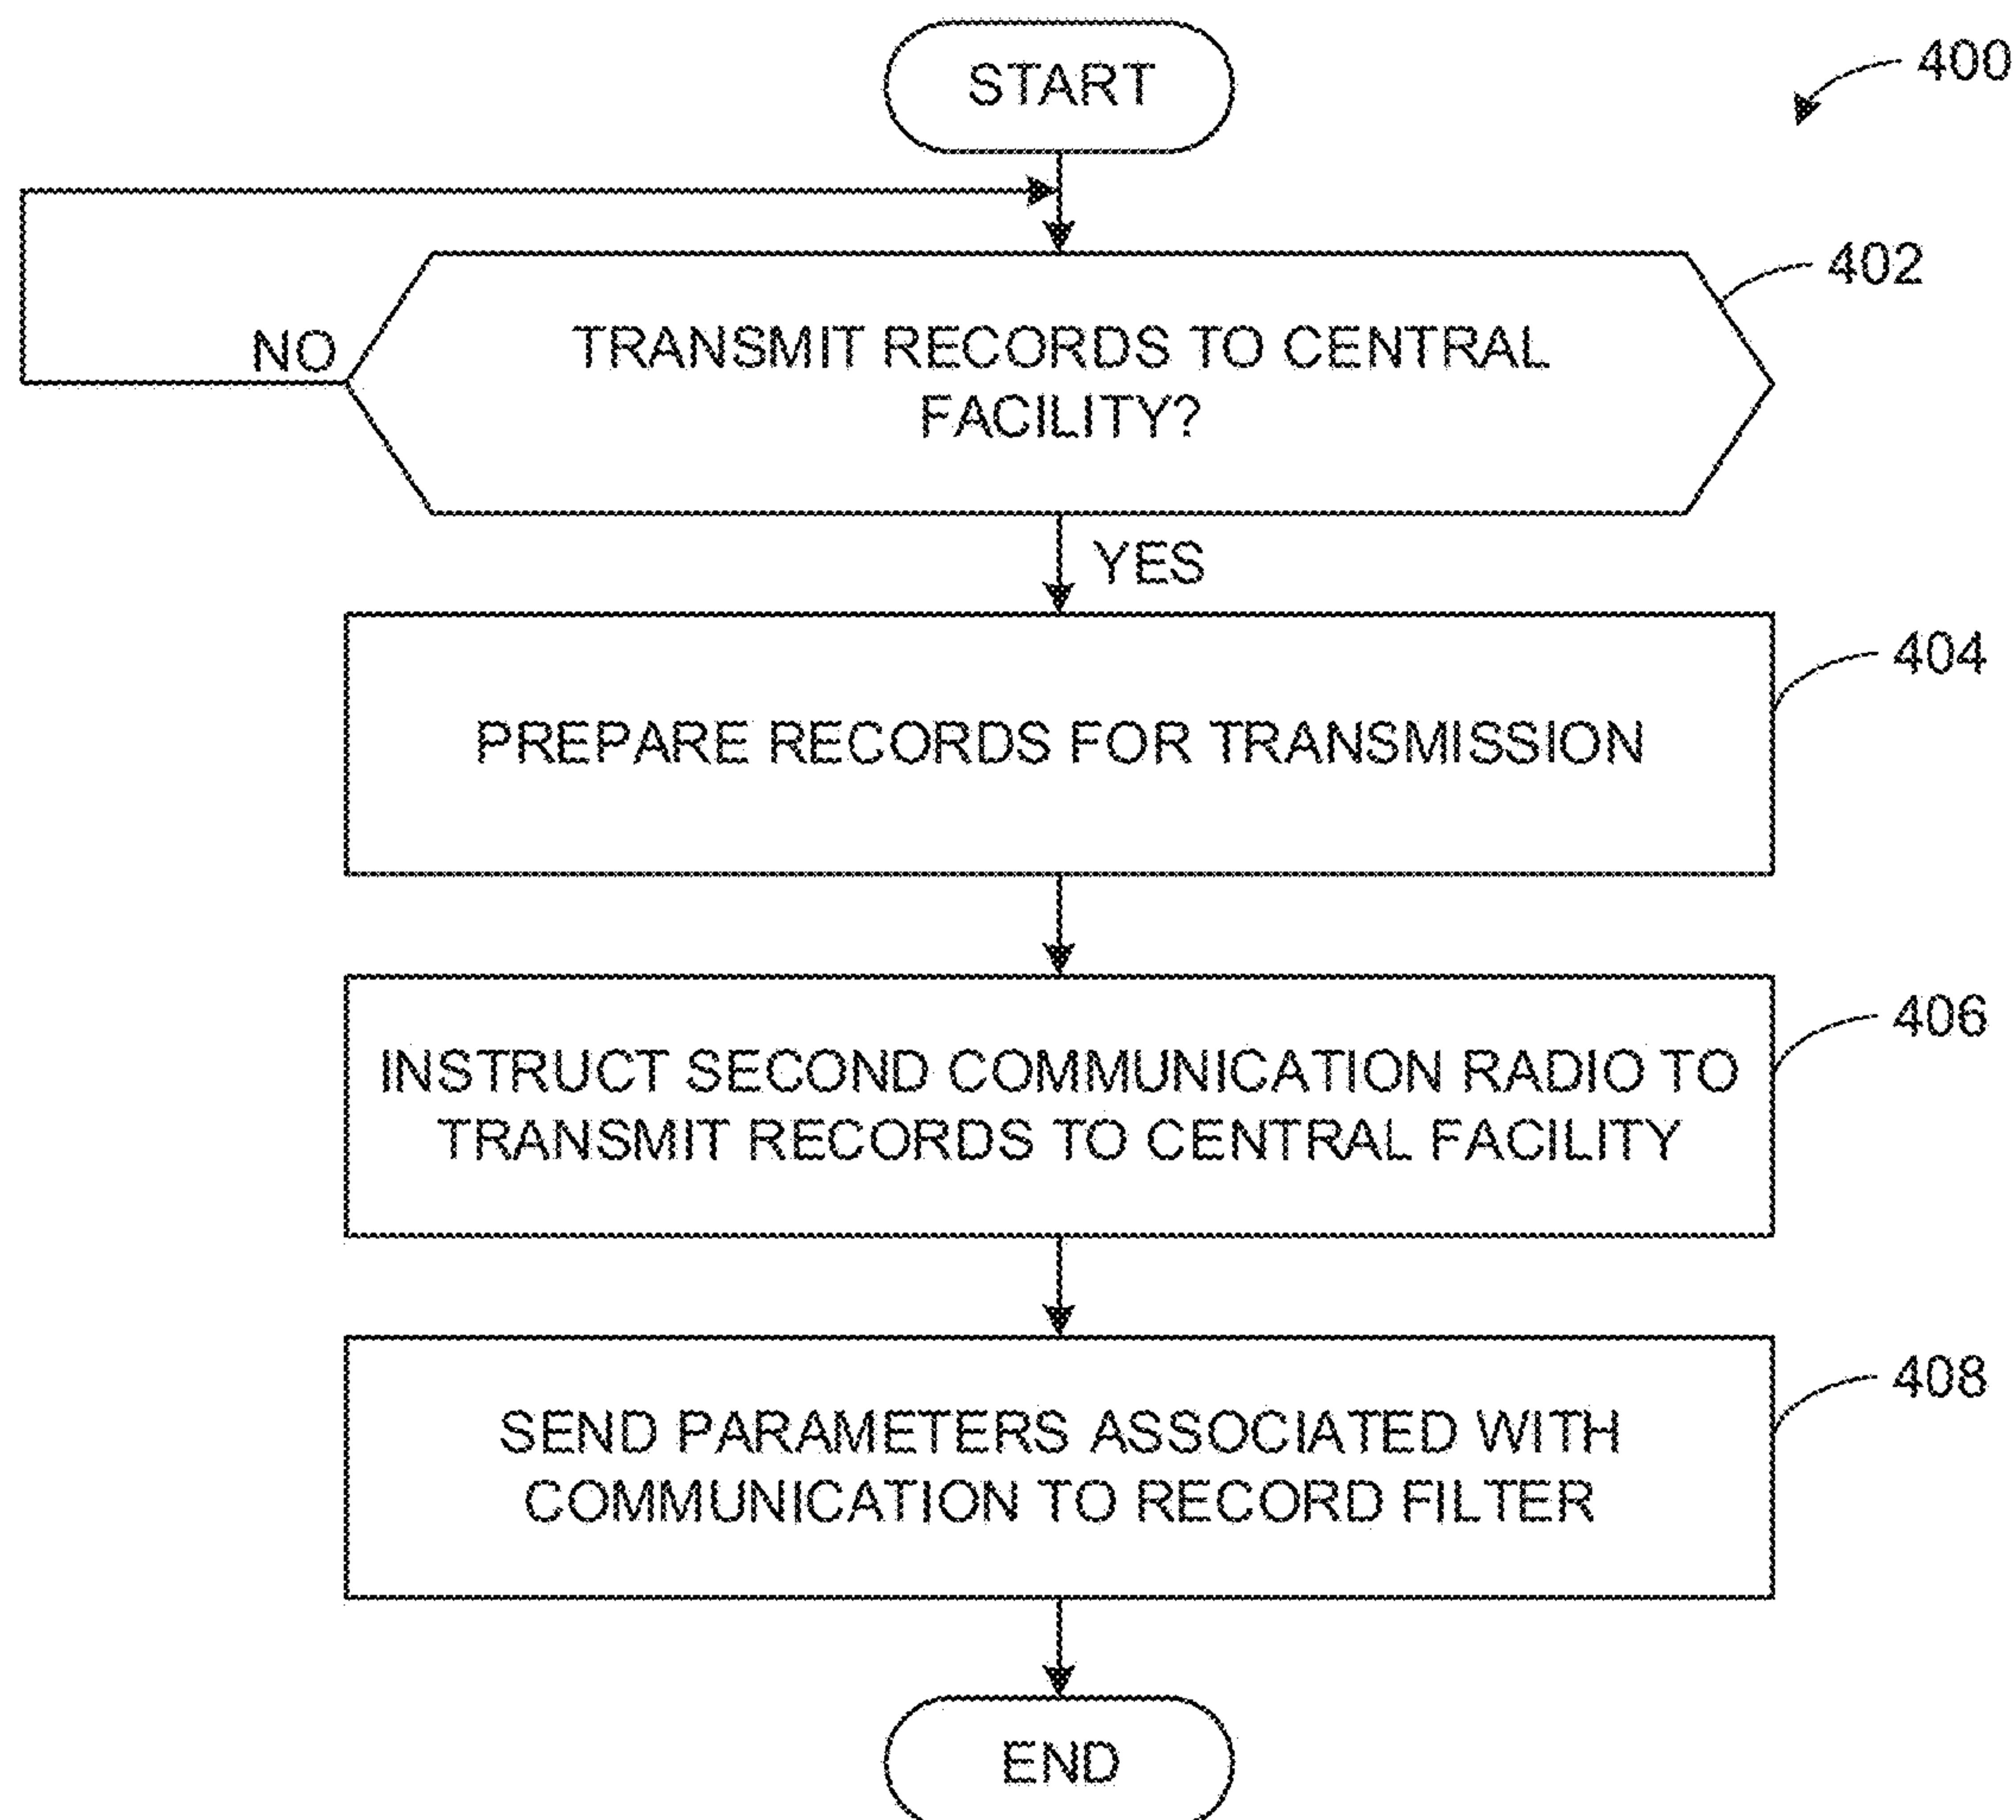 START
400
402
TRANSMIT RECORDS TO CENTRAL
FACILITY?
NO
YES
404
PREPARE RECORDS FOR TRANSMISSION
406
INSTRUCT SECOND COMMUNICATION RADIO TO
TRANSMIT RECORDS TO CENTRAL FACILITY
408
SEND PARAMETERS ASSOCIATED WITH
COMMUNICATION TO RECORD FILTER
END